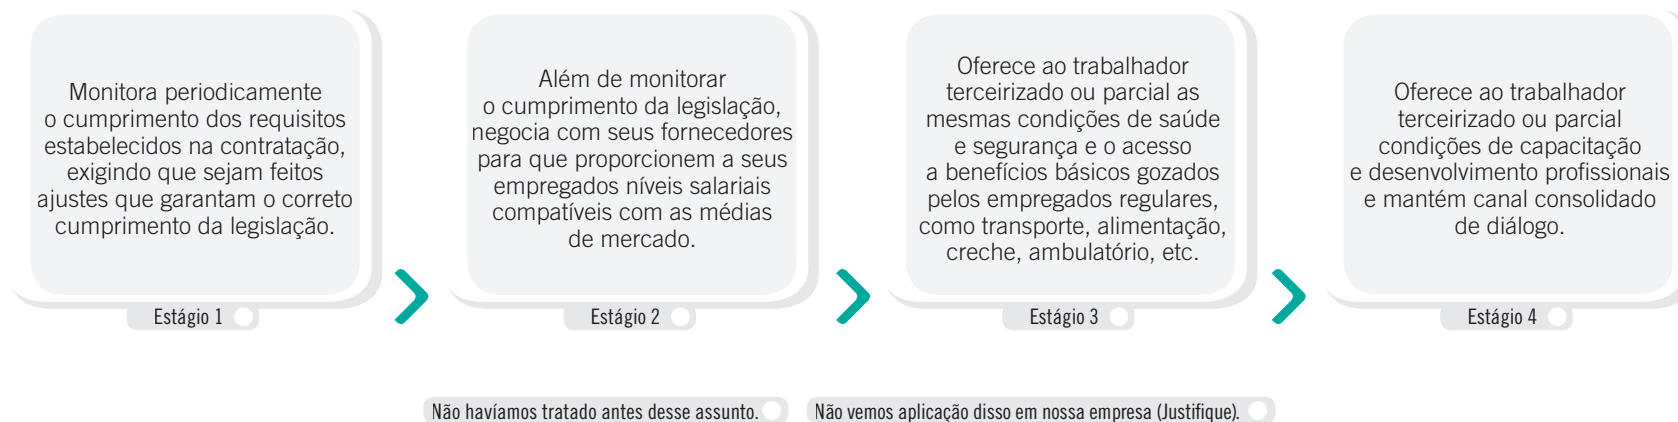 Monitora periodicamente
o cumprimento dos requisitos
estabelecidos na contratação,
exigindo que sejam feitos
ajustes que garantam o correto
cumprimento da legislação.
Estágio 1
Além de monitorar
o cumprimento da legislação,
negocia com seus fornecedores
para que proporcionem a seus
empregados níveis salariais
compatíveis com as médias
de mercado.
Estágio 2
Oferece ao trabalhador
terceirizado ou parcial as
mesmas condições de saúde
e segurança e o acesso
a benefícios básicos gozados
pelos empregados regulares,
como transporte, alimentação,
creche, ambulatório, etc.
Estágio 3
Oferece ao trabalhador
terceirizado ou parcial
condições de capacitação
e desenvolvimento profissionais
e mantém canal consolidado
de diálogo.
Estágio 4
Não havíamos tratado antes desse assunto.
Não vemos aplicação disso em nossa empresa (Justifique).